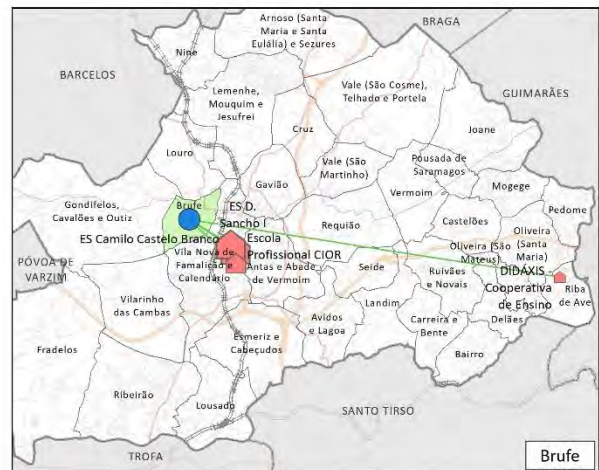 Arnoso (Santa
Maria e Santa
Eulália) e Sezures
BRAGA
Nine
BARCELOS
Lemenhe,
Mouquim e
Jesufrei
Vale (São Cosme),
Telhado e Portela
GUIMARÃES
Cruz
Joane
Louro
Vale (São
Martinho)
Pousada de
Saramagos
Gavião
Vermoim
Mogege
Gondifelos,
Cavalões e Outiz
Brufe
ES D.
Sancho I
Pedome
Requião
Castelões
Oliveira
(Santa
Maria)
ES Camilo Castelo Branco
Escola
Profissional CIOR
Oliveira (São
Mateus)
PÓVOA DE
VARZIM
Vila Nova de
Famalicão e
Calendário
Antas e Abade
de Vermoim
Seide
Ruivães
e Novais
DIDÁXIS
Cooperativa
de Ensino
Riba
de Ave
Vilarinho
das Cambas
Landim
Delães
Avidos
e Lagoa
Carreira e
Bente
Fradelos
Esmeriz e
Cabeçudos
Bairro
Ribeirão
Lousado
SANTO TIRSO
TROFA
Brufe